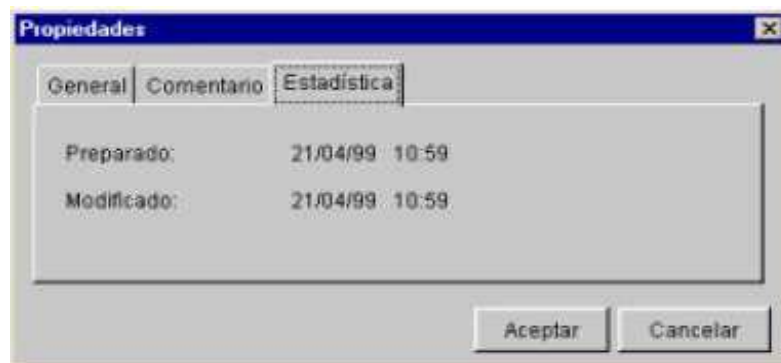 Propiedades
General Comentario Estadística
Preparado: 21/04/99 10:59
Modificado: 21/04/99 10:59
Aceptar Cancelar